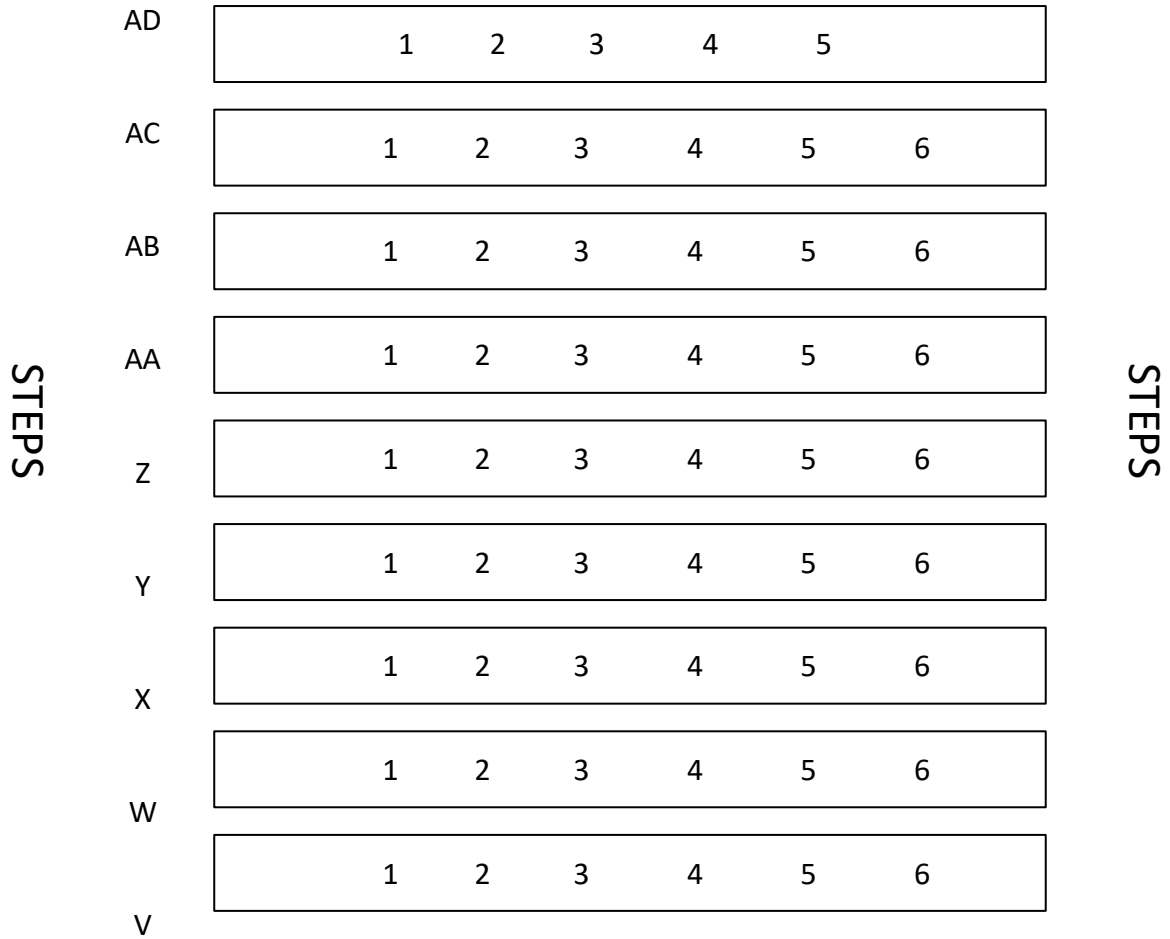 AD 1 2 3 4 5
AC 1 2 3 4 5 6
AB 1 2 3 4 5 6
AA 1 2 3 4 5 6
Z 1 2 3 4 5 6
Y 1 2 3 4 5 6
X 1 2 3 4 5 6
W 1 2 3 4 5 6
V 1 2 3 4 5 6
STEPS
STEPS